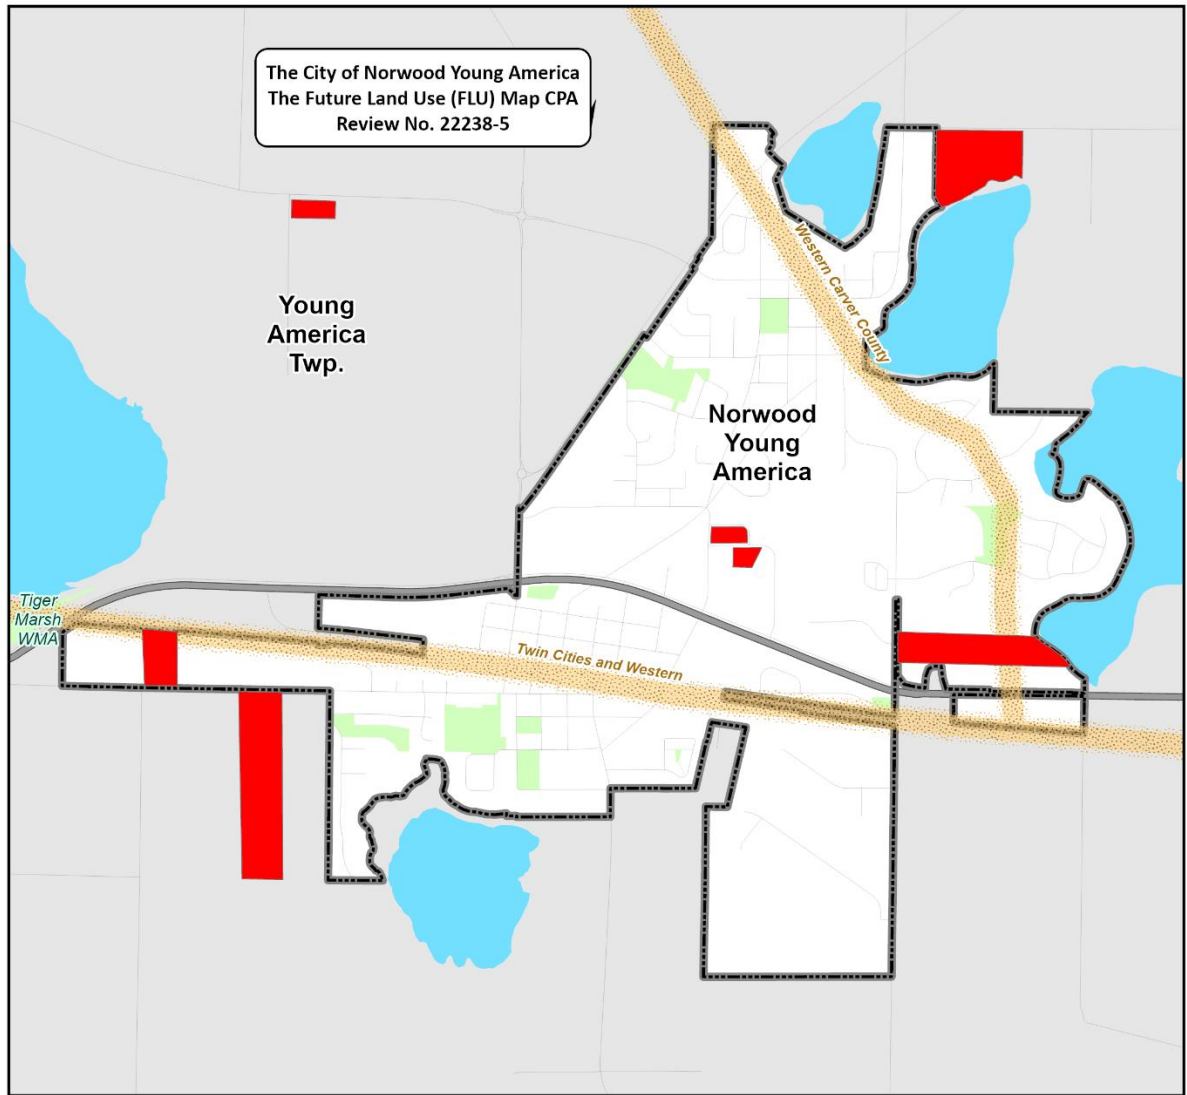 The City of Norwood Young America
The Future Land Use (FLU) Map CPA
Review No. 22238-5
Western Carver County
Young
America
Twp.
Norwood
Young
America
Tiger
Marsh
WMA
Twin Cities and Western